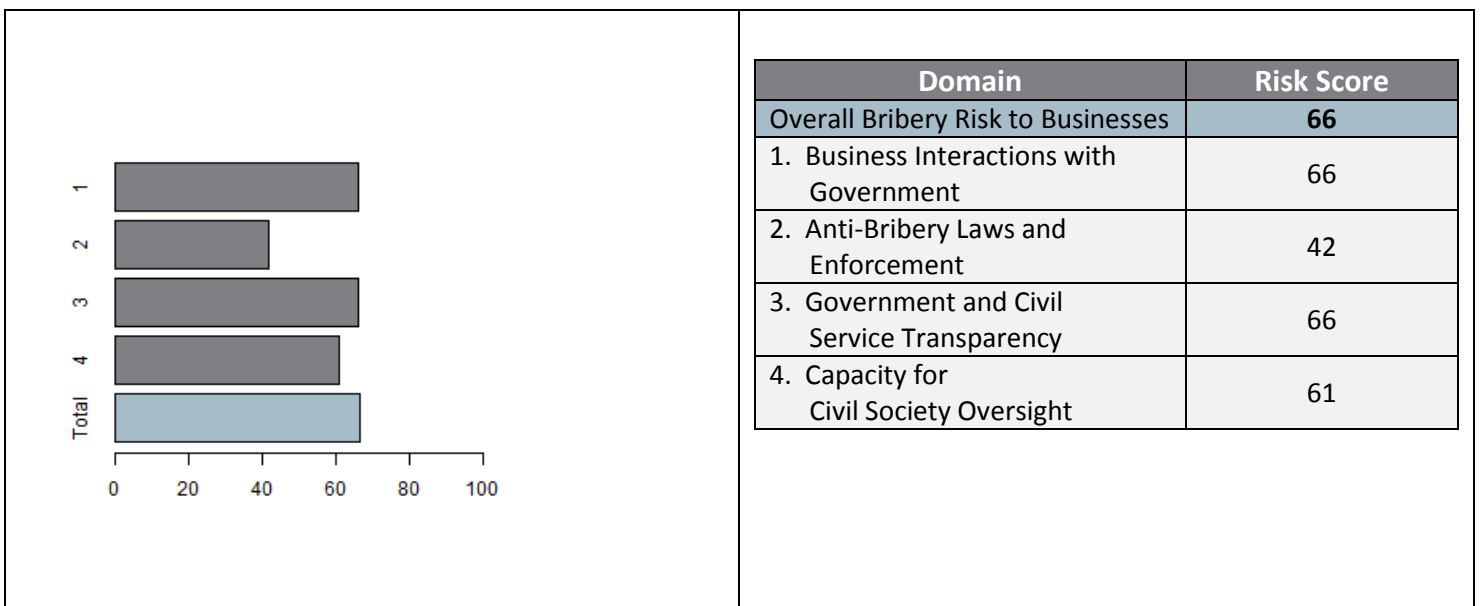 1
2
3
4
Total
0 20 40 60 80 100
Domain Risk Score
Overall Bribery Risk to Businesses 66
1. Business Interactions with
Government
66
2. Anti-Bribery Laws and
Enforcement
42
3. Government and Civil
Service Transparency
66
4. Capacity for
Civil Society Oversight
61